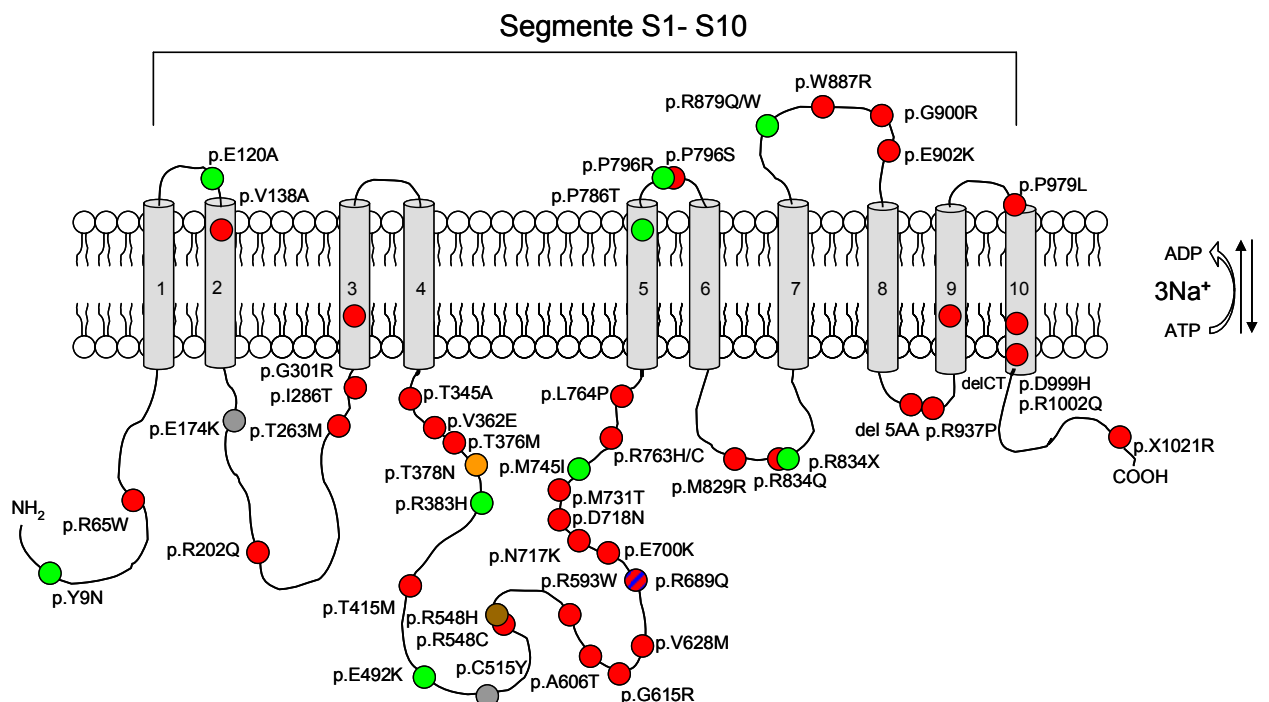 Segmente S1- S10
p.W887R
p.R879Q/W
p.G900R
p.E120A
p.P796R
p.P796S
p.E902K
p.V138A
p.P786T
p.P979L
1
2
3
4
5
6
7
8
9
10
ADP
3Na⁺
ATP
p.G301R
p.I286T
p.T345A
p.L764P
delCT
p.D999H
p.R1002Q
p.E174K
p.T263M
p.V362E
p.T376M
p.R763H/C
del 5AA
p.R937P
p.X1021R
COOH
p.T378N
p.M745I
p.R834X
p.R834Q
p.M829R
p.R383H
p.M731T
p.D718N
NH₂
p.R65W
p.R202Q
p.N717K
p.E700K
p.R593W
p.R689Q
p.Y9N
p.T415M
p.R548H
p.R548C
p.V628M
p.E492K
p.C515Y
p.A606T
p.G615R